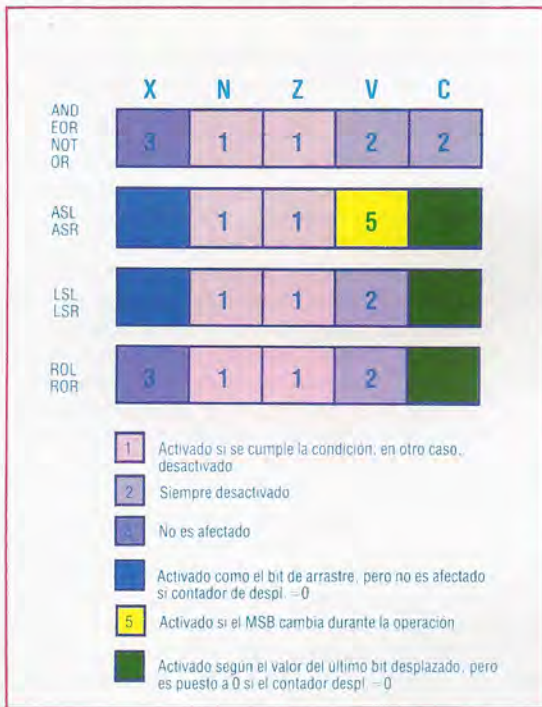 X N Z V C
AND
EOR
NOT
OR
3 1 1 2 2
ASL
ASR
1 1 5
LSL
LSR
1 1 2
ROL
ROR
3 1 1 2
1 Activado si se cumple la condición, en otro caso,
desactivado
2 Siempre desactivado
3 No es afectado
Activado como el bit de arrastre, pero no es afectado
si contador de despl. =0
5 Activado si el MSB cambia durante la operación
Activado según el valor del último bit desplazado, pero
es puesto a 0 si el contador despl. =0